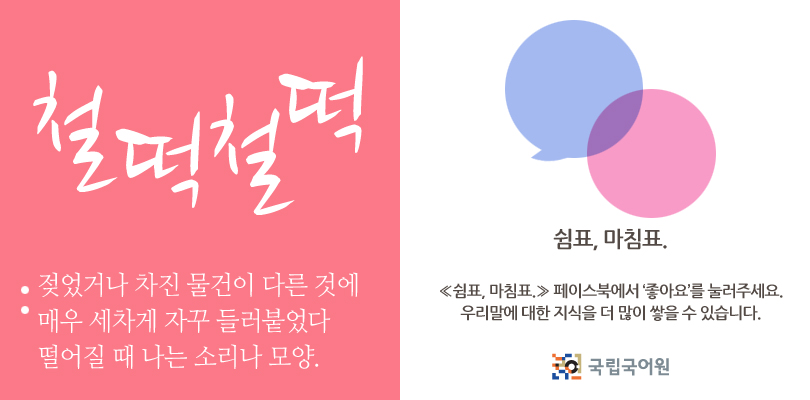 철떡철떡
: 젖었거나 차진 물건이 다른 것에
매우 세차게 자꾸 들러붙었다
떨어질 때 나는 소리나 모양.
쉼표, 마침표.
≪쉼표, 마침표.≫ 페이스북에서 ‘좋아요’를 눌러주세요.
우리말에 대한 지식을 더 많이 쌓을 수 있습니다.
국립국어원